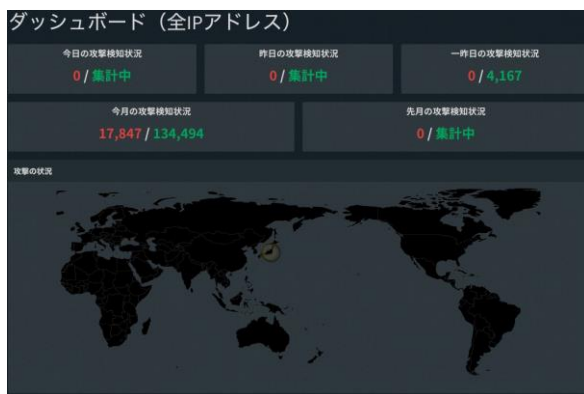 ダッシュボード（全IPアドレス）
今日の攻撃検知状況
0 / 集計中
昨日の攻撃検知状況
0 / 集計中
一昨日の攻撃検知状況
0 / 4,167
今月の攻撃検知状況
17,847 / 134,494
先月の攻撃検知状況
0 / 集計中
攻撃の状況